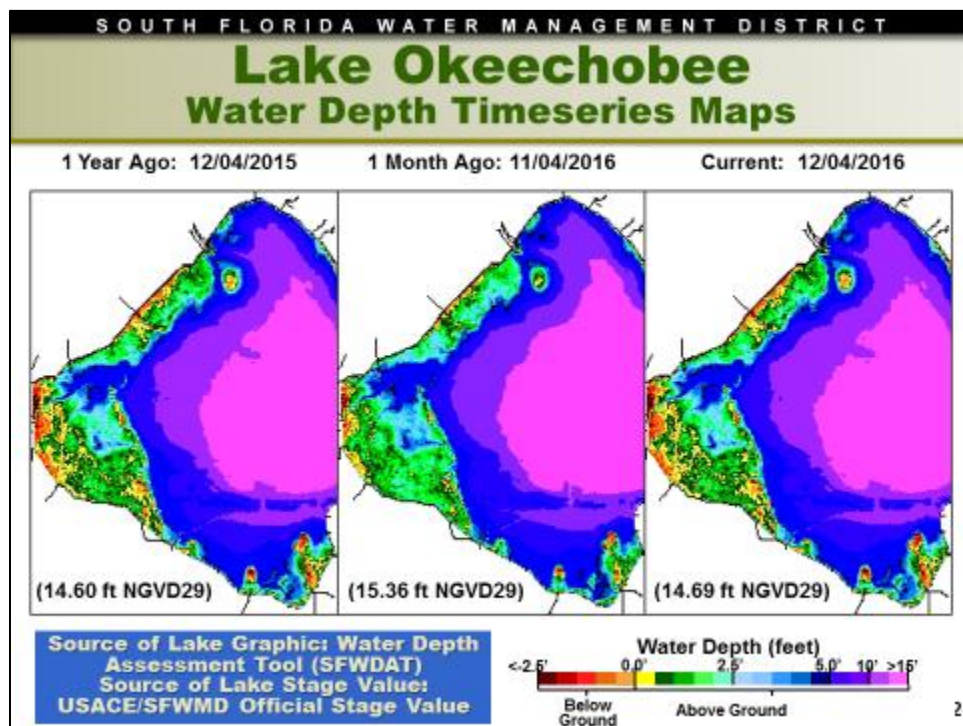 SOUTH FLORIDA WATER MANAGEMENT DISTRICT
Lake Okeechobee
Water Depth Timeseries Maps
1 Year Ago: 12/04/2015
1 Month Ago: 11/04/2016
Current: 12/04/2016
(14.60 ft NGVD29)
(15.36 ft NGVD29)
(14.69 ft NGVD29)
Source of Lake Graphic: Water Depth
Assessment Tool (SFWDAT)
Source of Lake Stage Value:
USACE/SFWMD Official Stage Value
Water Depth (feet)
<-2.5' 0.0' 2.5' 5.0' 10' >15'
Below
Ground
Above Ground
2